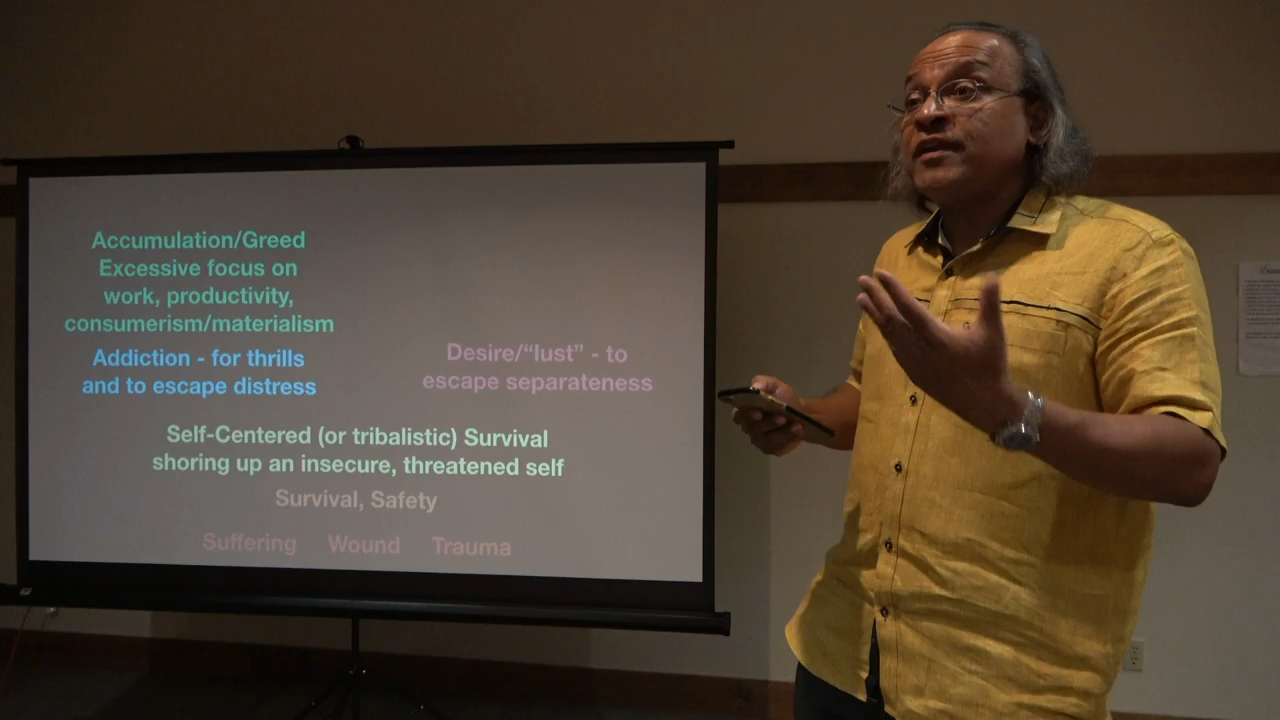 Accumulation/Greed
Excessive focus on
work, productivity,
consumerism/materialism
Addiction - for thrills
and to escape distress
Desire/“lust” - to
escape separateness
Self-Centered (or tribalistic) Survival
shoring up an insecure, threatened self
Survival, Safety
Suffering Wound Trauma